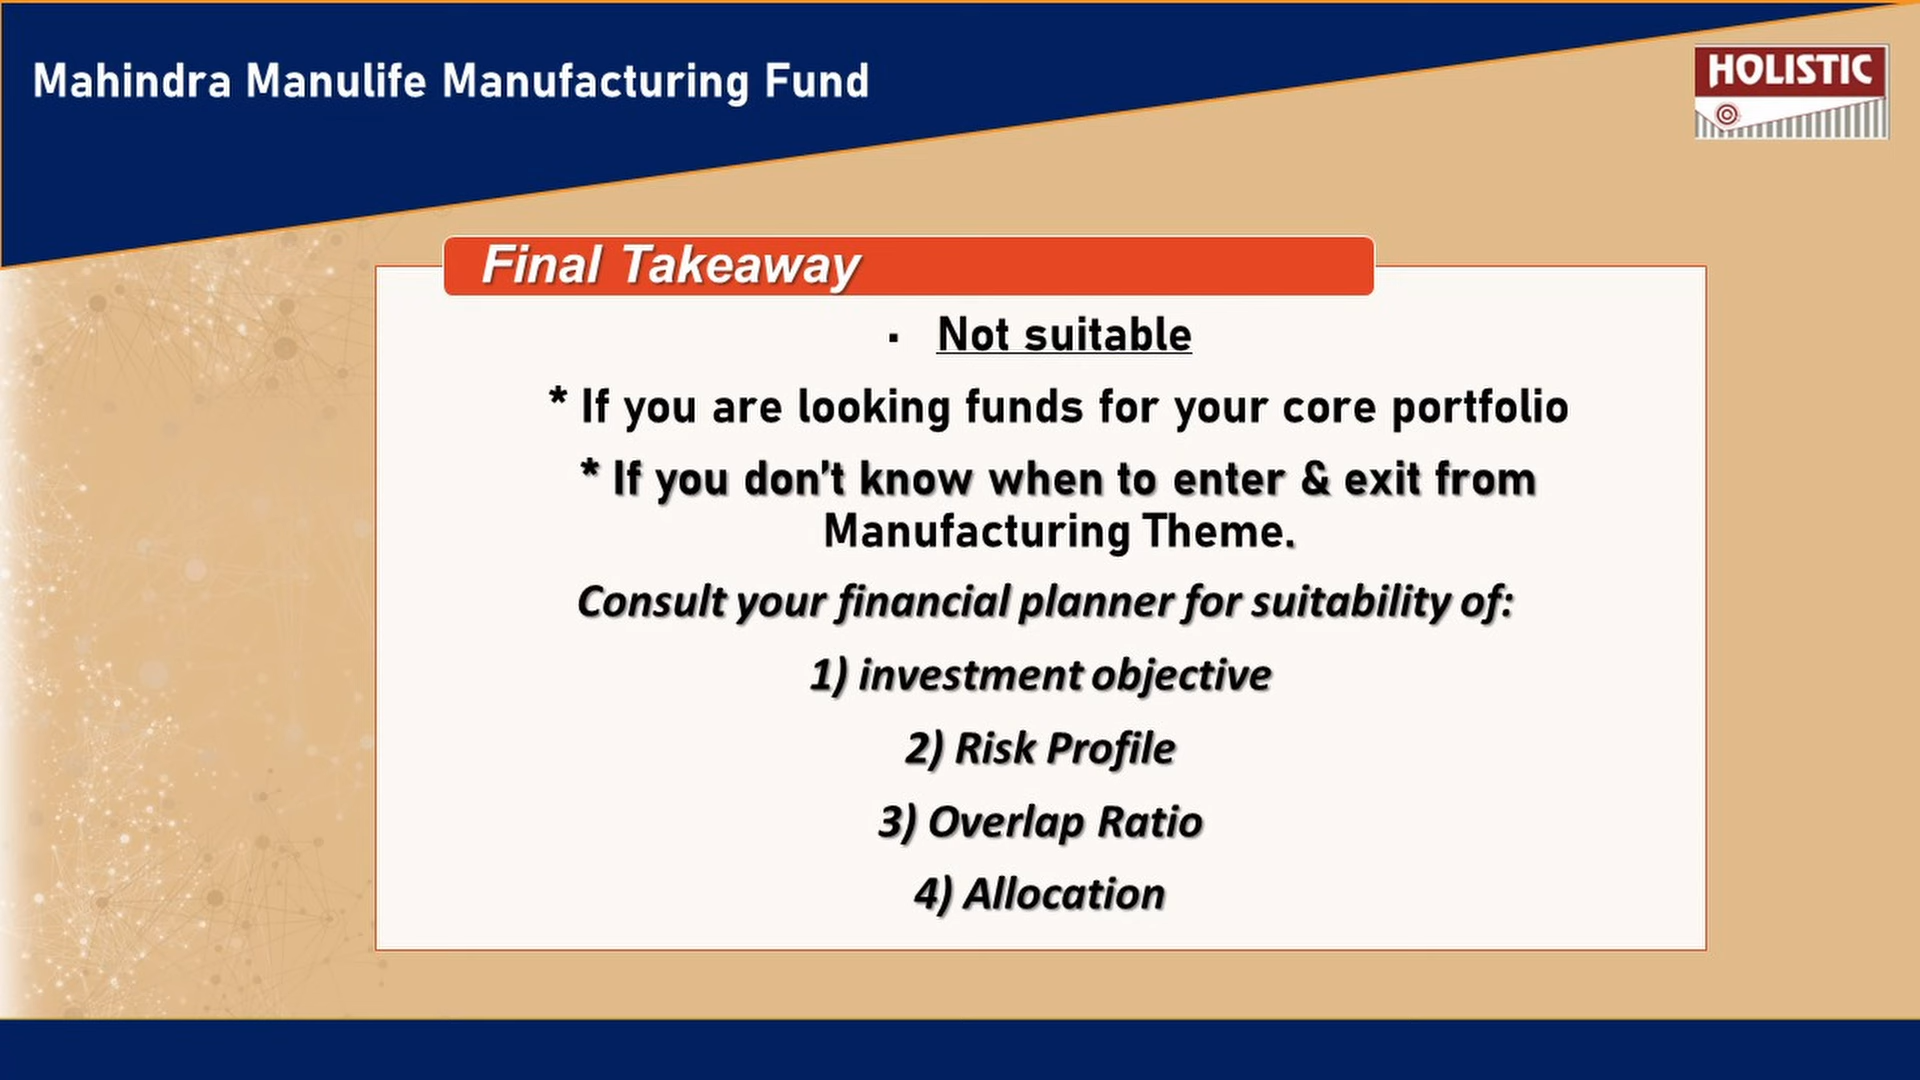 Mahindra Manulife Manufacturing Fund
HOLISTIC
Final Takeaway
▪ Not suitable
* If you are looking funds for your core portfolio
* If you don't know when to enter & exit from
Manufacturing Theme.
Consult your financial planner for suitability of:
1) investment objective
2) Risk Profile
3) Overlap Ratio
4) Allocation